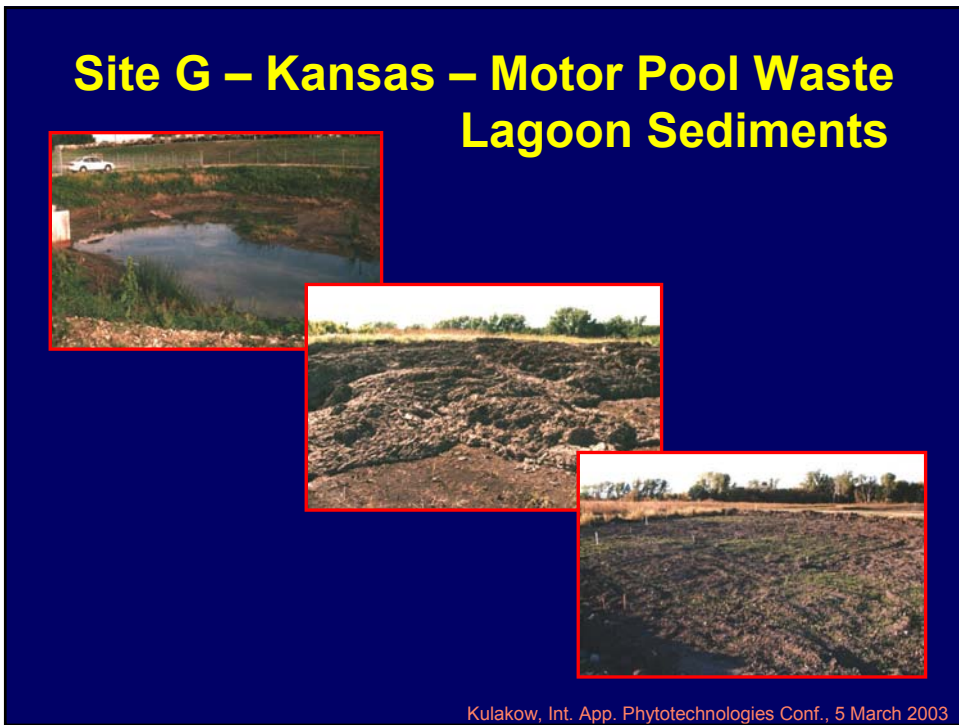 Site G – Kansas – Motor Pool Waste
Lagoon Sediments
Kulakow, Int. App. Phytotechnologies Conf., 5 March 2003